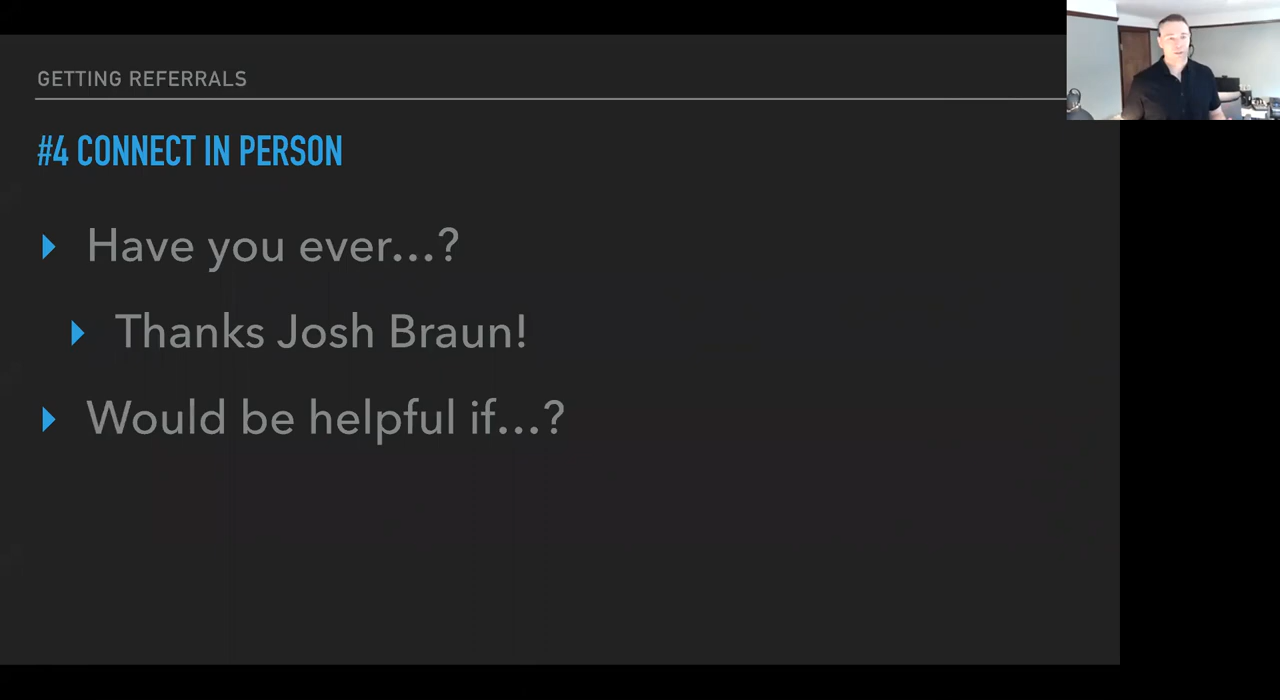 GETTING REFERRALS
#4 CONNECT IN PERSON
Have you ever...?
Thanks Josh Braun!
Would be helpful if...?